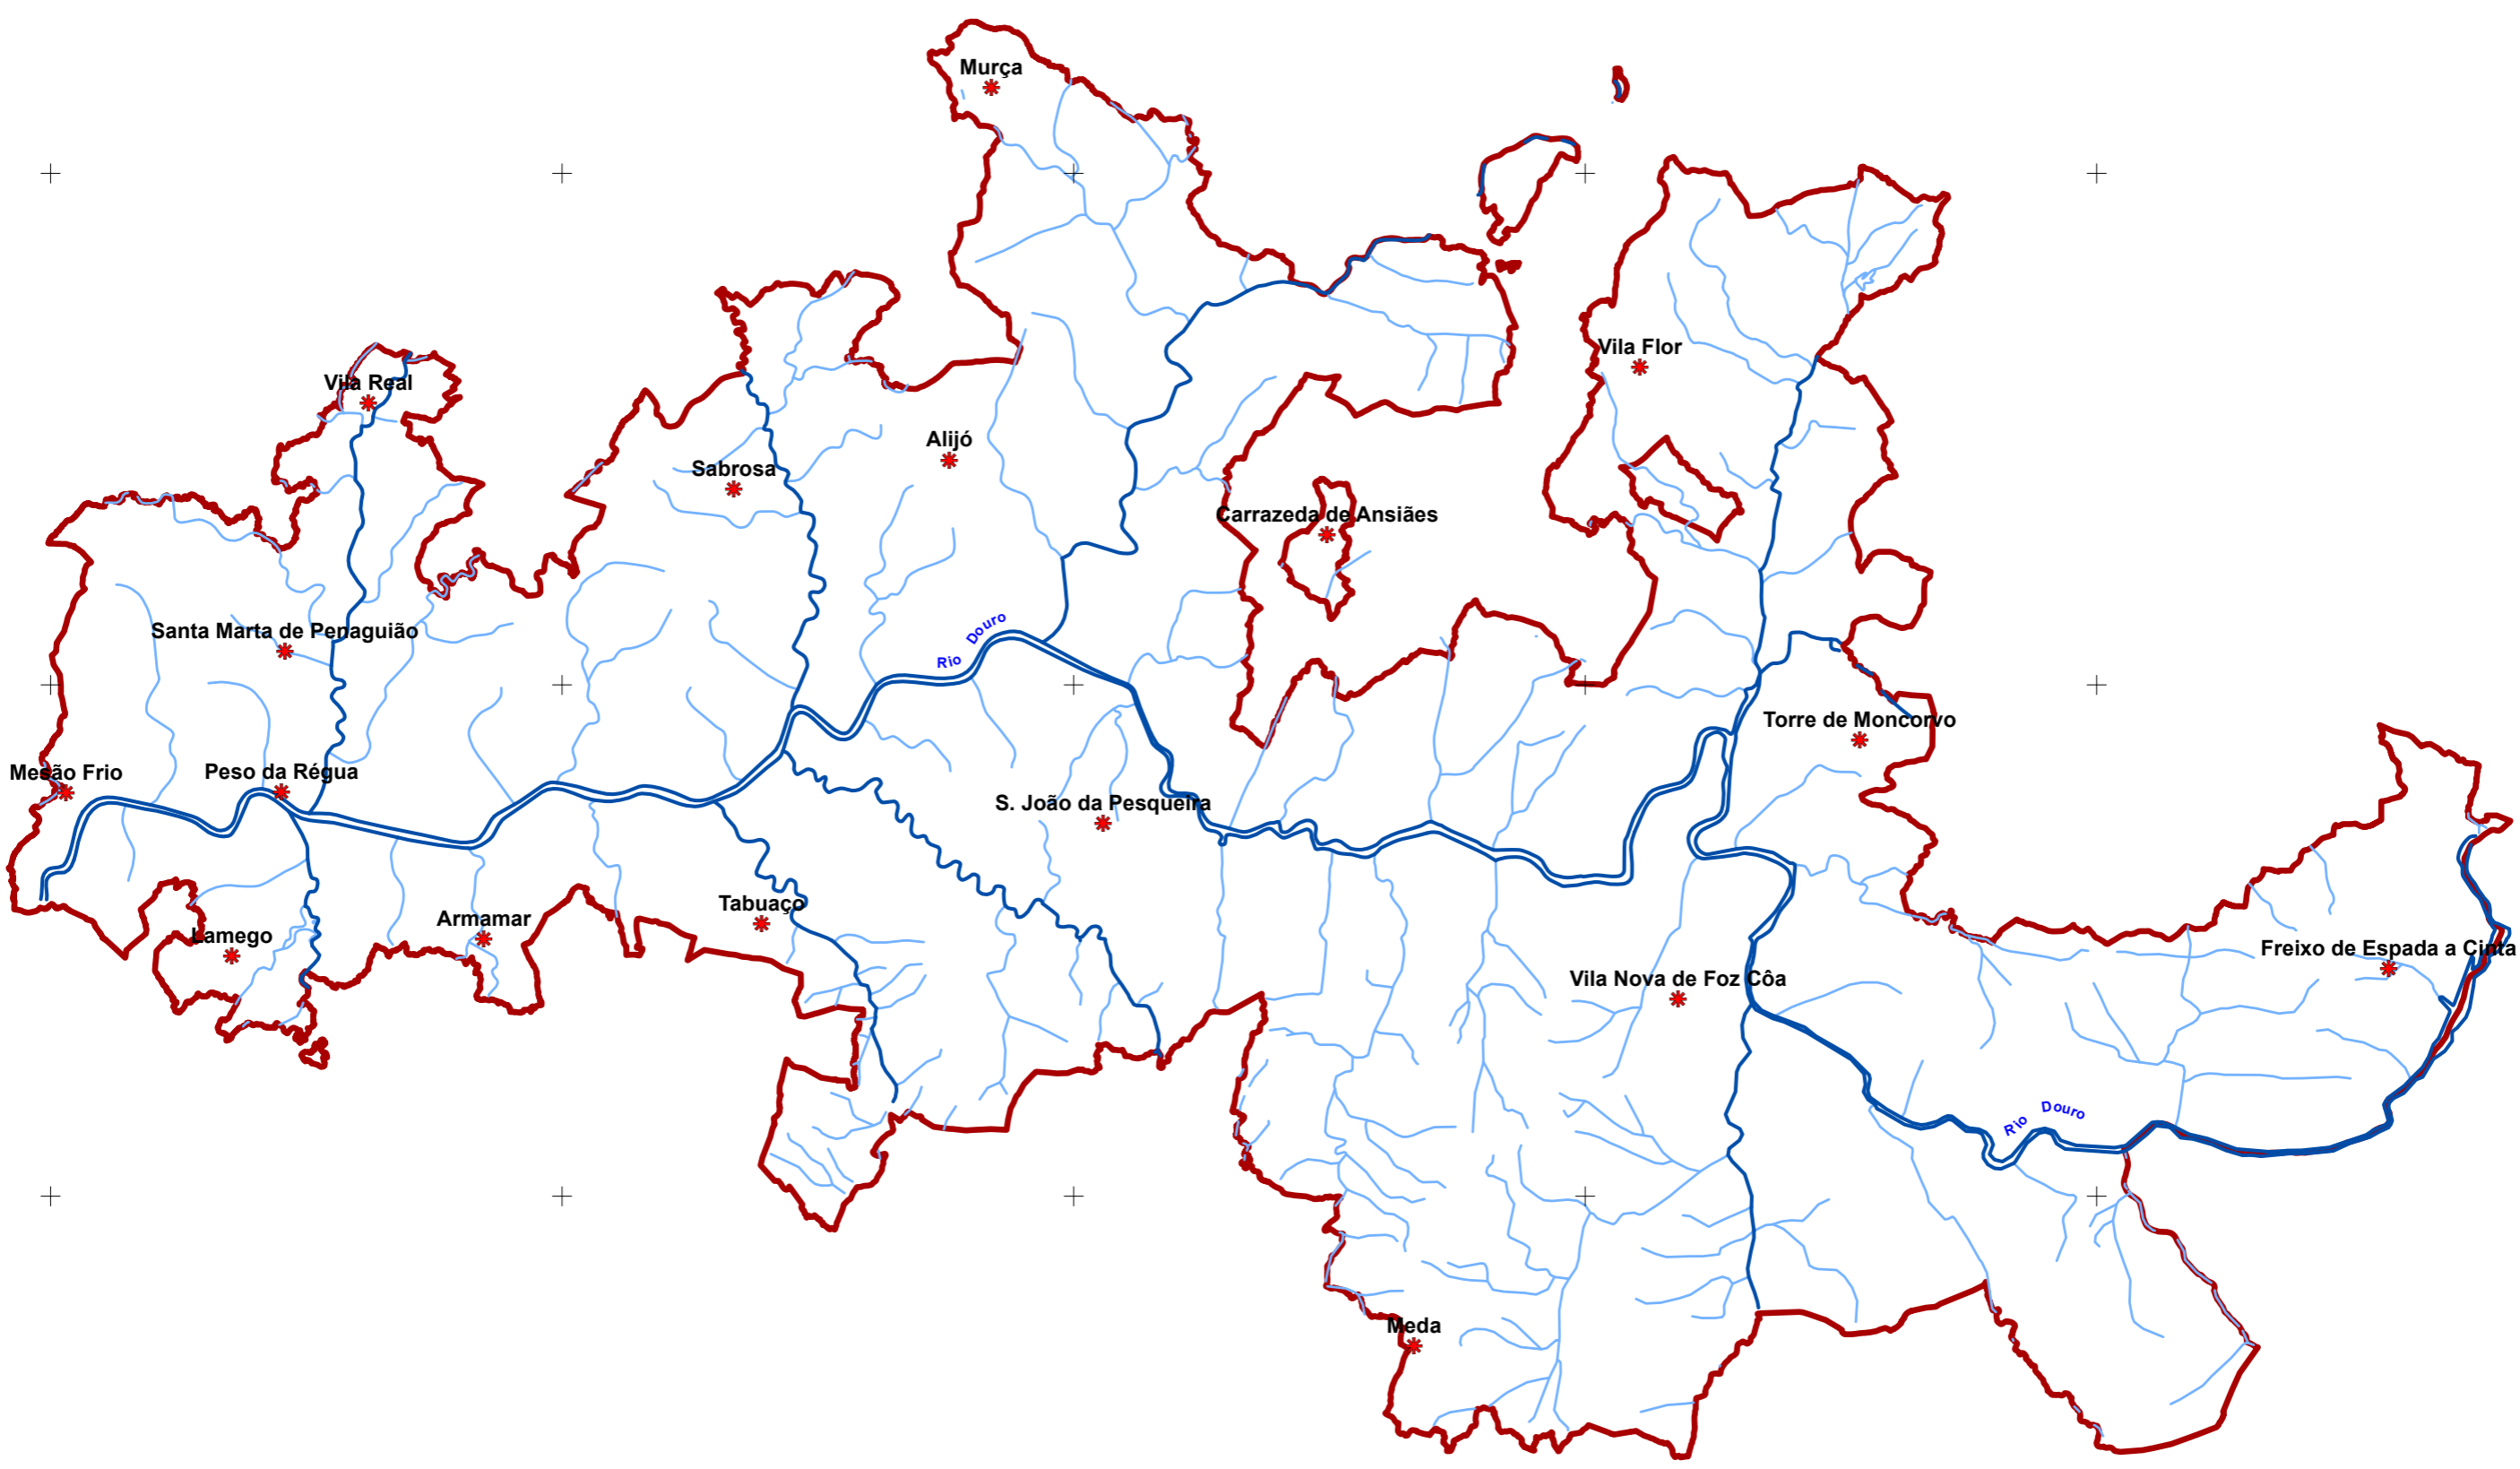 Murça
Vila Flor
Vila Real
Alijó
Sabrosa
Carrazeda de Ansiães
Rio Douro
Santa Marta de Penaguião
Torre de Moncorvo
Mesão Frio
Peso da Régua
S. João da Pesqueira
Tabuaço
Armamar
Lamego
Freixo de Espada a Cinta
Vila Nova de Foz Côa
Rio Douro
Meda